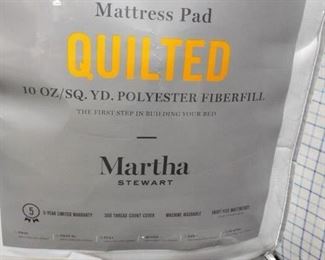 Mattress Pad
QUILTED
10 OZ/SQ. YD. POLYESTER FIBERFILL
THE FIRST STEP IN BUILDING YOUR BED
Martha
STEWART
5
5-YEAR LIMITED WARRANTY
300 THREAD COUNT COVER
MACHINE WASHABLE